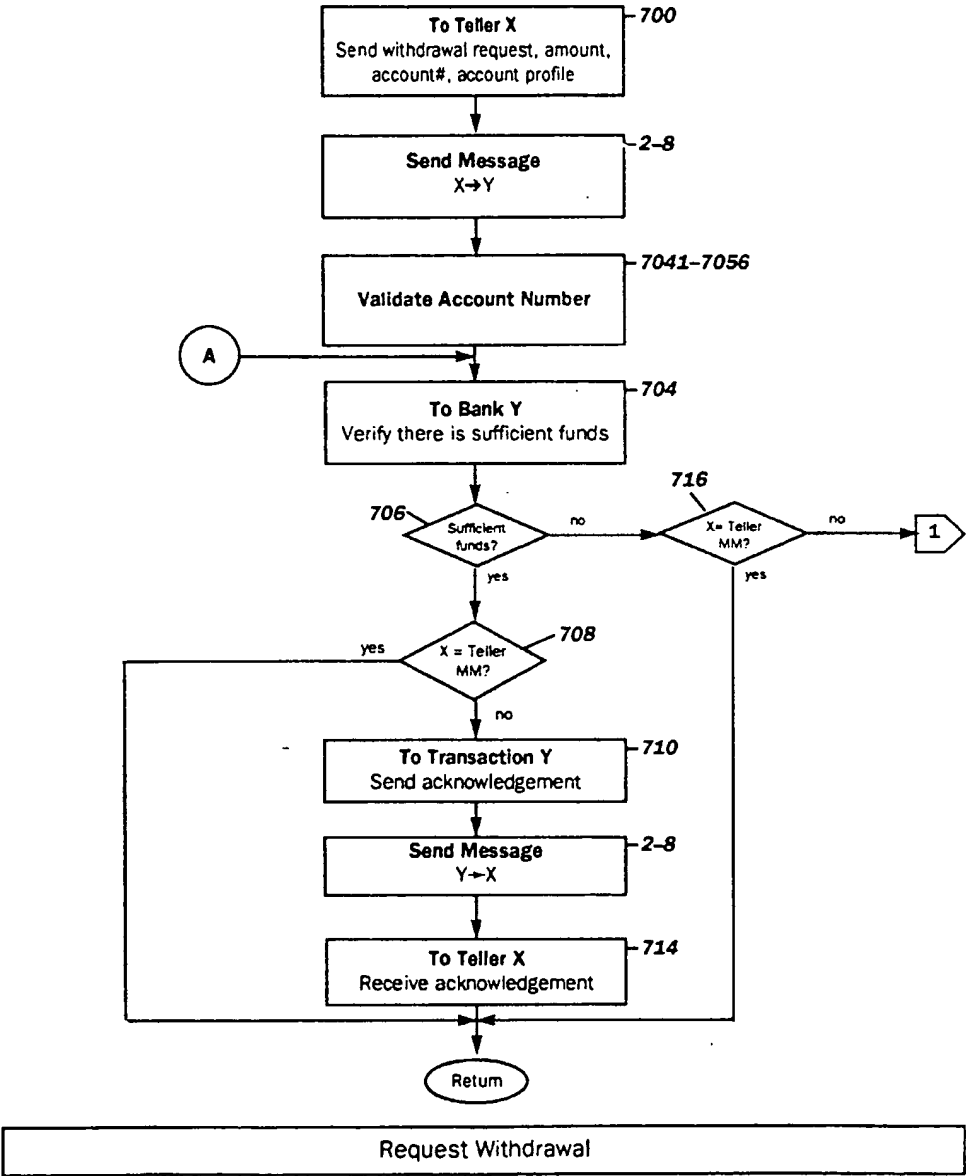 To Teller X
Send withdrawal request, amount,
account#, account profile
700
Send Message
X→Y
2–8
Validate Account Number
7041–7056
A
To Bank Y
Verify there is sufficient funds
704
706
Sufficient
funds?
no
716
X= Teller
MM?
no
1
yes
yes
708
X = Teller
MM?
yes
no
To Transaction Y
Send acknowledgement
710
Send Message
Y→X
2–8
To Teller X
Receive acknowledgement
714
Return
Request Withdrawal